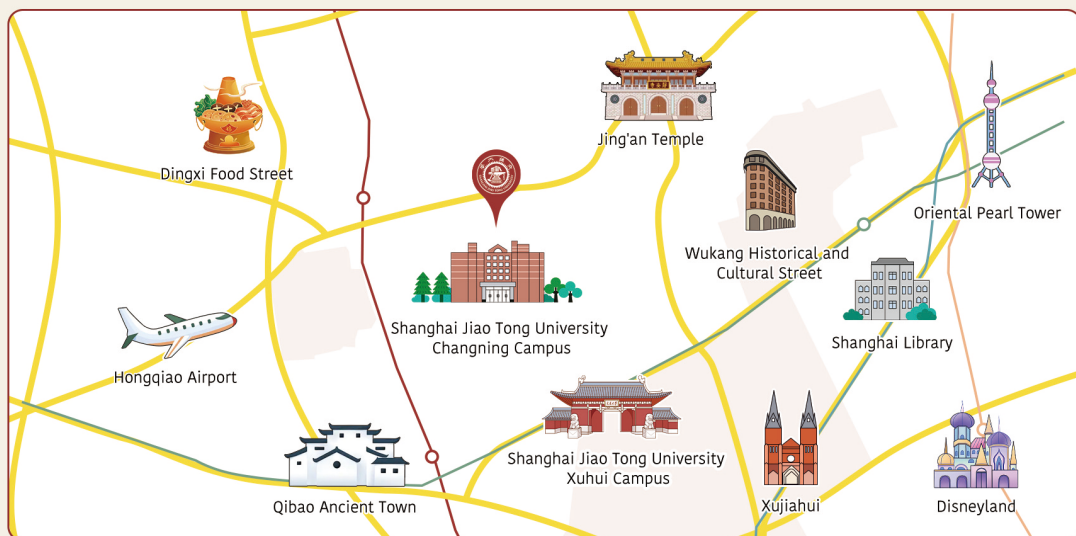 Jing'an Temple
Dingxi Food Street
Oriental Pearl Tower
Wukang Historical and
Cultural Street
Shanghai Jiao Tong University
Changning Campus
Shanghai Library
Hongqiao Airport
Shanghai Jiao Tong University
Xuhui Campus
Qibao Ancient Town
Xujiahui
Disneyland